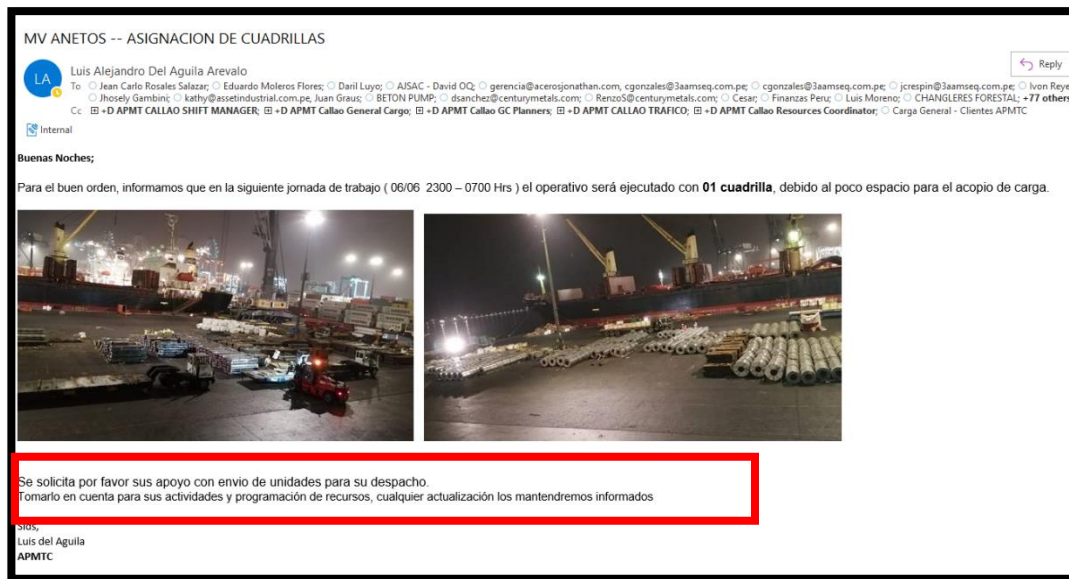 MV ANETOS -- ASIGNACION DE CUADRILLAS
LA
Luis Alejandro Del Aguila Arevalo
Reply
To Jean Carlo Rosales Salazar; Eduardo Moleros Flores; Daril Luyo; AJSAC - David OQ; gerencia@acerosjonathan.com, cgonzales@3aamseq.com.pe; cgonzales@3aamseq.com.pe; jcrespin@3aamseq.com.pe; Ivon Reye
Jhosely Gambini; kathy@assetindustrial.com.pe, Juan Graus; BETON PUMP; dsanchez@centurymetals.com; RenzoS@centurymetals.com; Cesar; Finanzas Peru; Luis Moreno; CHANGLERES FORESTAL; +77 others
Cc +D APMT CALLAO SHIFT MANAGER; +D APMT Callao General Cargo; +D APMT Callao GC Planners; +D APMT CALLAO TRAFICO; +D APMT Callao Resources Coordinator; Carga General - Clientes APMTC
Internal
Buenas Noches;
Para el buen orden, informamos que en la siguiente jornada de trabajo ( 06/06 2300 – 0700 Hrs ) el operativo será ejecutado con 01 cuadrilla, debido al poco espacio para el acopio de carga.
Se solicita por favor sus apoyo con envio de unidades para su despacho.
Tomarlo en cuenta para sus actividades y programación de recursos, cualquier actualización los mantendremos informados
Slds,
Luis del Aguila
APMTC